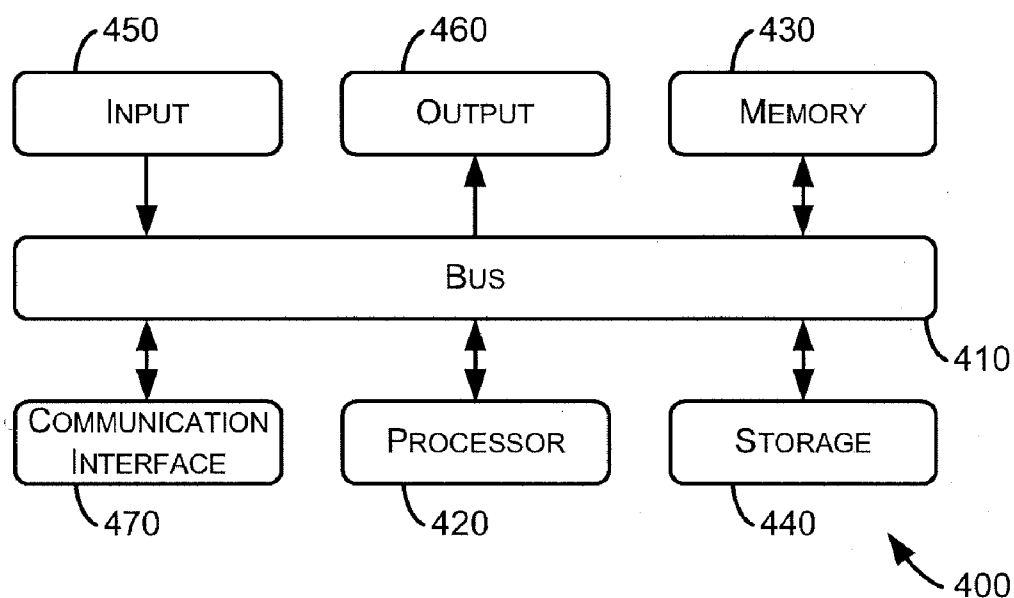 450
460
430
INPUT
OUTPUT
MEMORY
BUS
410
COMMUNICATION
INTERFACE
PROCESSOR
STORAGE
470
420
440
400